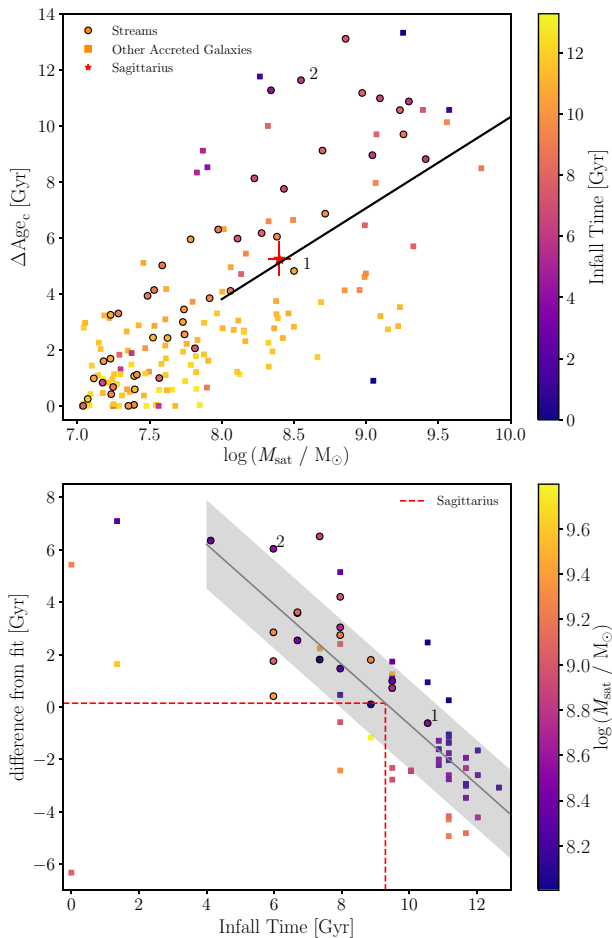 Streams
Other Accreted Galaxies
Sagittarius
2
1
14
12
10
8
6
4
2
0
ΔAge_c [Gyr]
7.0 7.5 8.0 8.5 9.0 9.5 10.0
log (M_sat / M_⊙)
12
10
8
6
4
2
0
Infall Time [Gyr]
Sagittarius
2
1
8
6
4
2
0
−2
−4
−6
difference from fit [Gyr]
0 2 4 6 8 10 12
Infall Time [Gyr]
9.6
9.4
9.2
9.0
8.8
8.6
8.4
8.2
log (M_sat / M_⊙)